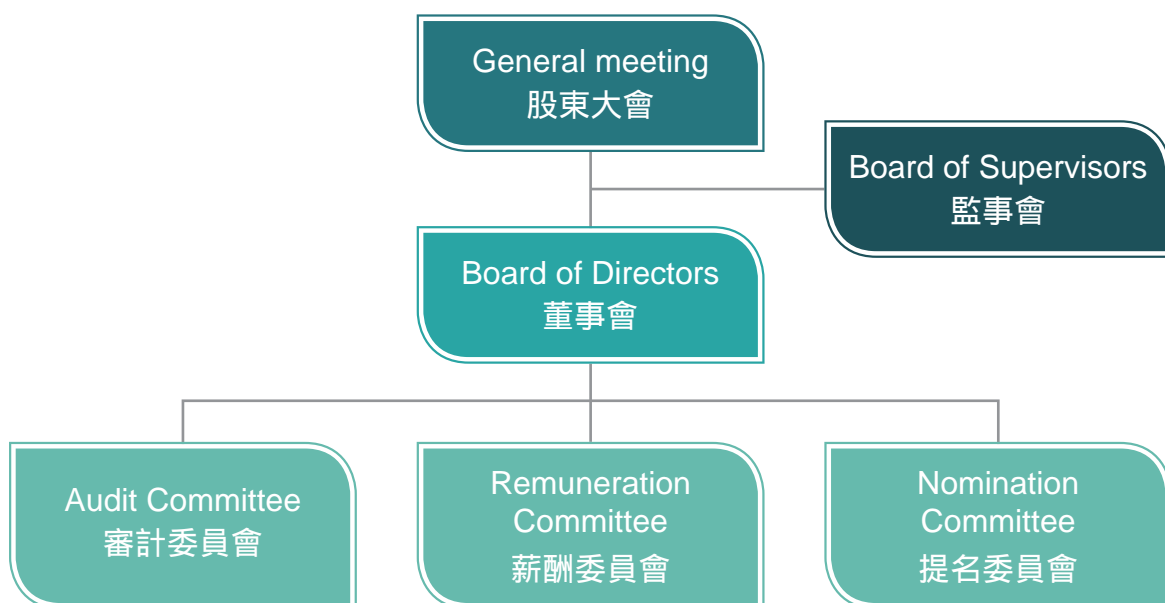 General meeting
股東大會
Board of Supervisors
監事會
Board of Directors
董事會
Audit Committee
審計委員會
Remuneration
Committee
薪酬委員會
Nomination
Committee
提名委員會